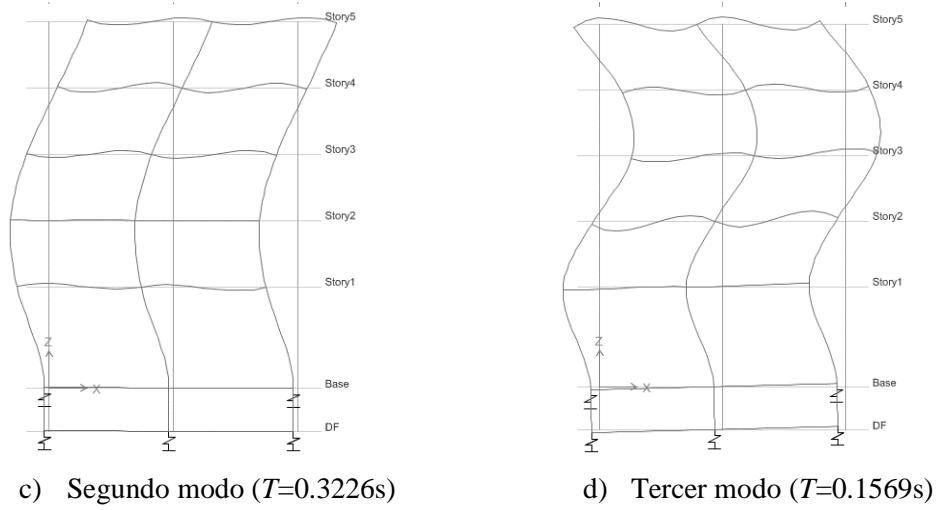 Story5
Story4
Story3
Story2
Story1
Z
X
Base
DF
Story5
Story4
Story3
Story2
Story1
Z
X
Base
DF
c) Segundo modo (T=0.3226s)
d) Tercer modo (T=0.1569s)